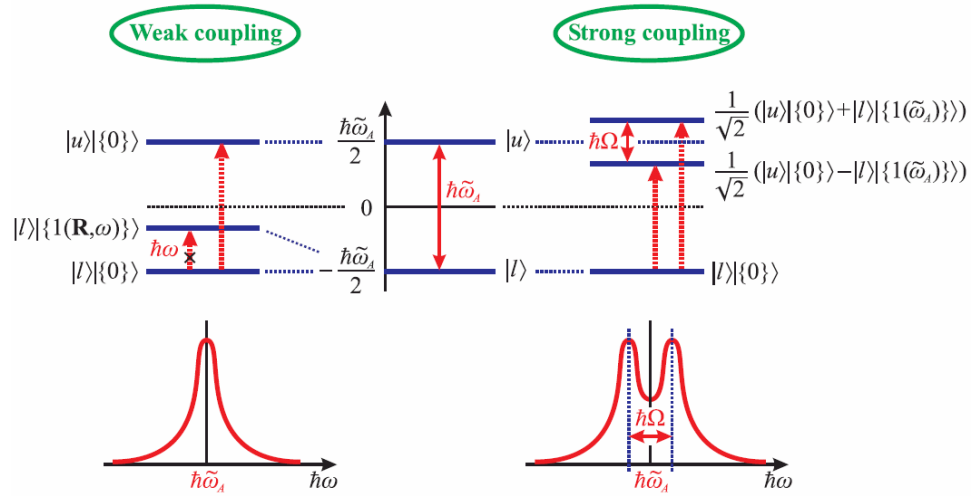 Weak coupling
Strong coupling
|u⟩|{0}⟩
|l⟩|{1(R,ω)}⟩
ħω
×
|l⟩|{0}⟩
ħω̃_A/2
0
−ħω̃_A/2
ħω̃_A
|u⟩
|l⟩
ħΩ
1/√2 (|u⟩|{0}⟩+|l⟩|{1(ω̃_A)}⟩)
1/√2 (|u⟩|{0}⟩−|l⟩|{1(ω̃_A)}⟩)
|l⟩|{0}⟩
ħω̃_A
ħω
ħΩ
ħω̃_A
ħω